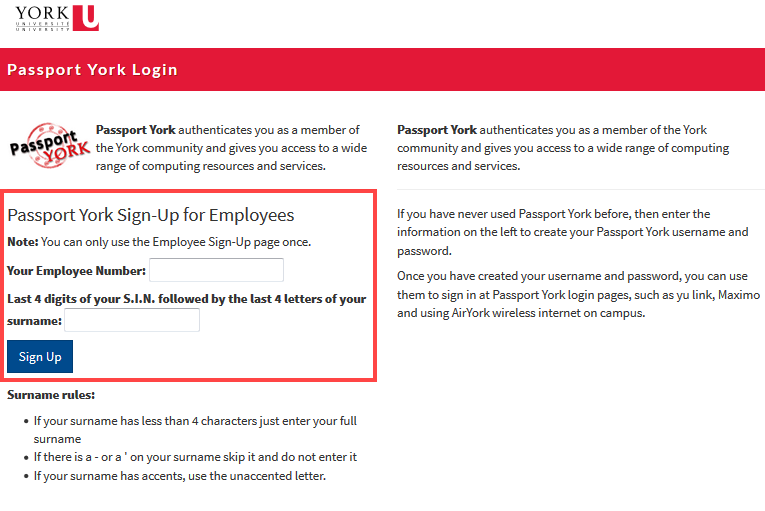 YORK
UNIVERSITÉ
UNIVERSITY
U
Passport York Login
Passport
YORK
Passport York authenticates you as a member of
the York community and gives you access to a wide
range of computing resources and services.
Passport York Sign-Up for Employees
Note: You can only use the Employee Sign-Up page once.
Your Employee Number:
Last 4 digits of your S.I.N. followed by the last 4 letters of your
surname:
Sign Up
Surname rules:
If your surname has less than 4 characters just enter your full
surname
If there is a - or a ' on your surname skip it and do not enter it
If your surname has accents, use the unaccented letter.
Passport York authenticates you as a member of the York
community and gives you access to a wide range of computing
resources and services.
If you have never used Passport York before, then enter the
information on the left to create your Passport York username and
password.
Once you have created your username and password, you can use
them to sign in at Passport York login pages, such as yu link, Maximo
and using AirYork wireless internet on campus.